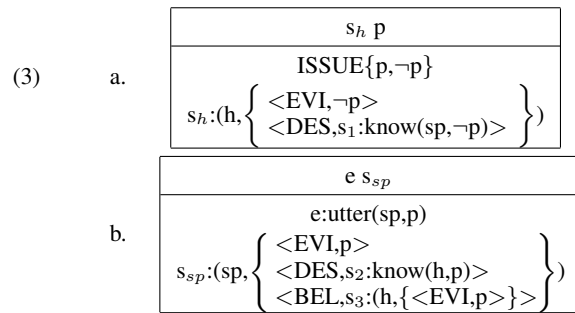 (3) a.
s_h p
ISSUE{p,¬p}
s_h:(h,{ <EVI,¬p>
<DES,s_1:know(sp,¬p)> })
b.
e s_sp
e:utter(sp,p)
s_sp:(sp,{ <EVI,p>
<DES,s_2:know(h,p)>
<BEL,s_3:(h,{<EVI,p>}> })